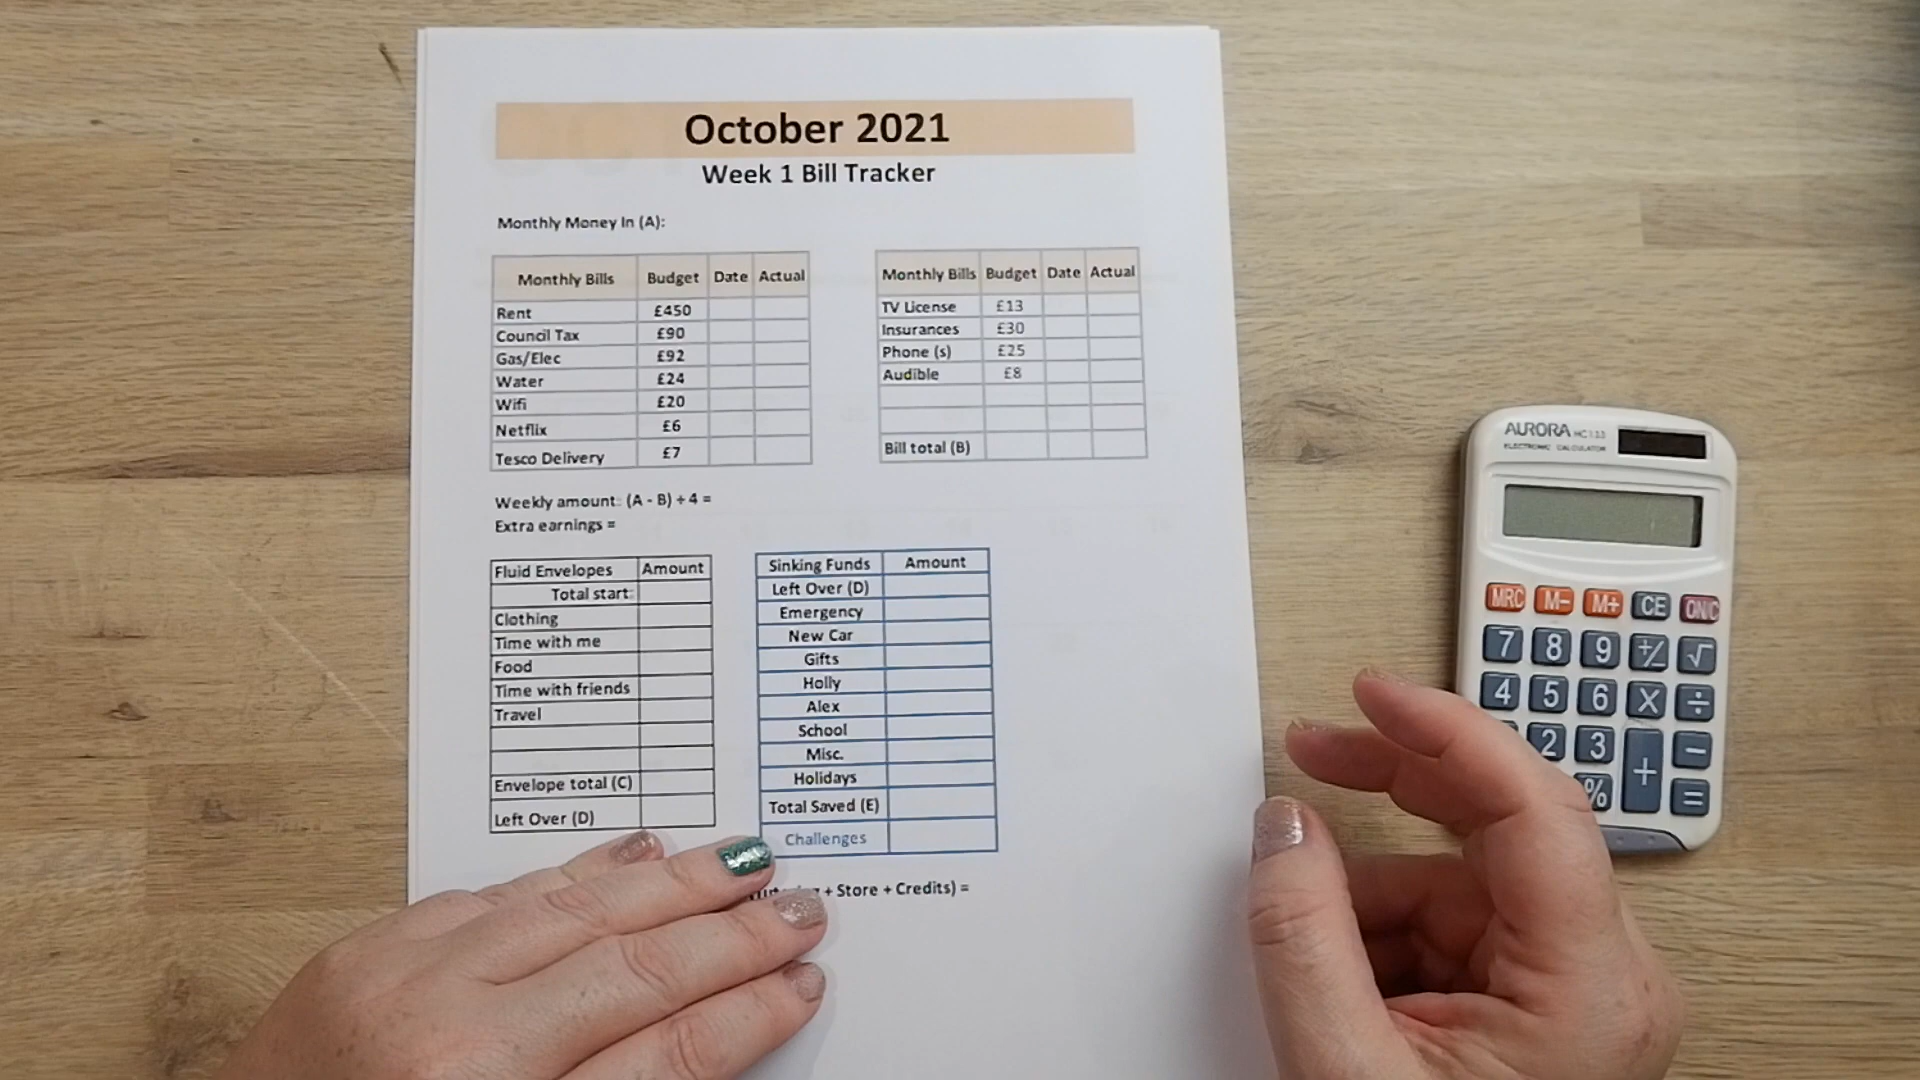 October 2021
Week 1 Bill Tracker
Monthly Money In (A):
Monthly Bills Budget Date Actual
Rent £450
Council Tax £90
Gas/Elec £92
Water £24
Wifi £20
Netflix £6
Tesco Delivery £7
Monthly Bills Budget Date Actual
TV License £13
Insurances £30
Phone (s) £25
Audible £8
Bill total (B)
Weekly amount: (A - B) ÷ 4 =
Extra earnings =
Fluid Envelopes Amount
Total start:
Clothing
Time with me
Food
Time with friends
Travel
Envelope total (C)
Left Over (D)
Sinking Funds Amount
Left Over (D)
Emergency
New Car
Gifts
Holly
Alex
School
Misc.
Holidays
Total Saved (E)
Challenges
+ Store + Credits) =
AURORA HC133
ELECTRONIC CALCULATOR
MRC M− M+ CE ON/C
7 8 9 +/− √
4 5 6 X ÷
2 3 + −
% =